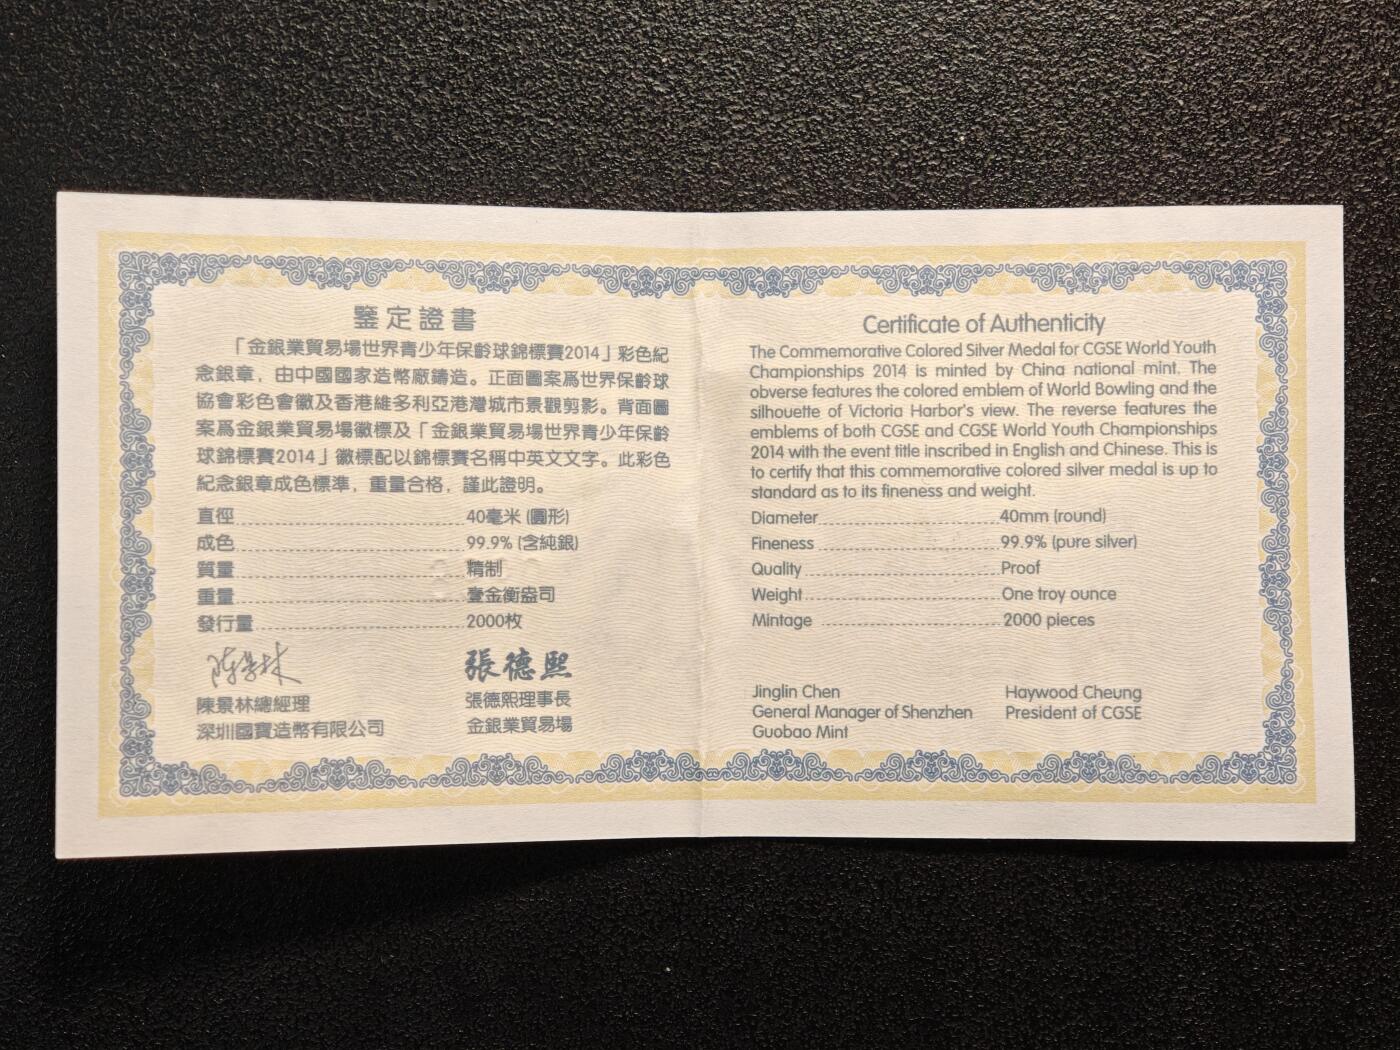 鑒定證書
「金銀業貿易場世界青少年保齡球錦標賽2014」彩色紀
念銀章，由中國國家造幣廠鑄造。正面圖案爲世界保齡球
協會彩色會徽及香港維多利亞港灣城市景觀剪影。背面圖
案爲金銀業貿易場徽標及「金銀業貿易場世界青少年保齡
球錦標賽2014」徽標配以錦標賽名稱中英文文字。此彩色
紀念銀章成色標準，重量合格，謹此證明。
直徑 40毫米 (圓形)
成色 99.9% (含純銀)
質量 精制
重量 壹金衡盎司
發行量 2000枚
陳景林 張德熙
陳景林總經理 張德熙理事長
深圳國寶造幣有限公司 金銀業貿易場
Certificate of Authenticity
The Commemorative Colored Silver Medal for CGSE World Youth
Championships 2014 is minted by China national mint. The
obverse features the colored emblem of World Bowling and the
silhouette of Victoria Harbor's view. The reverse features the
emblems of both CGSE and CGSE World Youth Championships
2014 with the event title inscribed in English and Chinese. This is
to certify that this commemorative colored silver medal is up to
standard as to its fineness and weight.
Diameter 40mm (round)
Fineness 99.9% (pure silver)
Quality Proof
Weight One troy ounce
Mintage 2000 pieces
Jinglin Chen Haywood Cheung
General Manager of Shenzhen President of CGSE
Guobao Mint